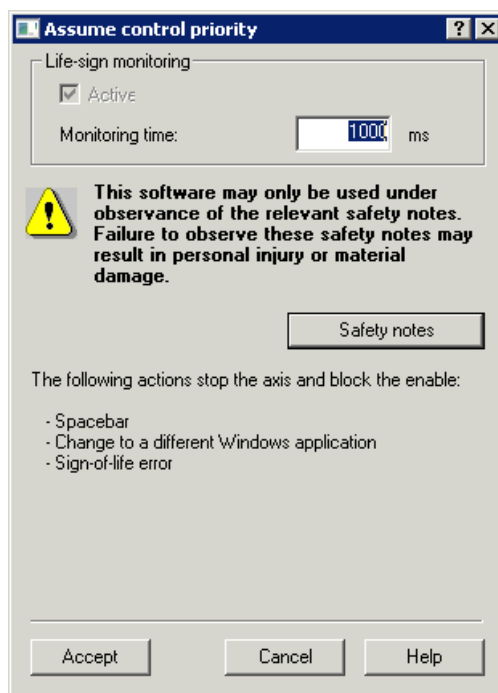 Assume control priority
Life-sign monitoring
Active
Monitoring time: 1000 ms
This software may only be used under
observance of the relevant safety notes.
Failure to observe these safety notes may
result in personal injury or material
damage.
Safety notes
The following actions stop the axis and block the enable:
- Spacebar
- Change to a different Windows application
- Sign-of-life error
Accept Cancel Help